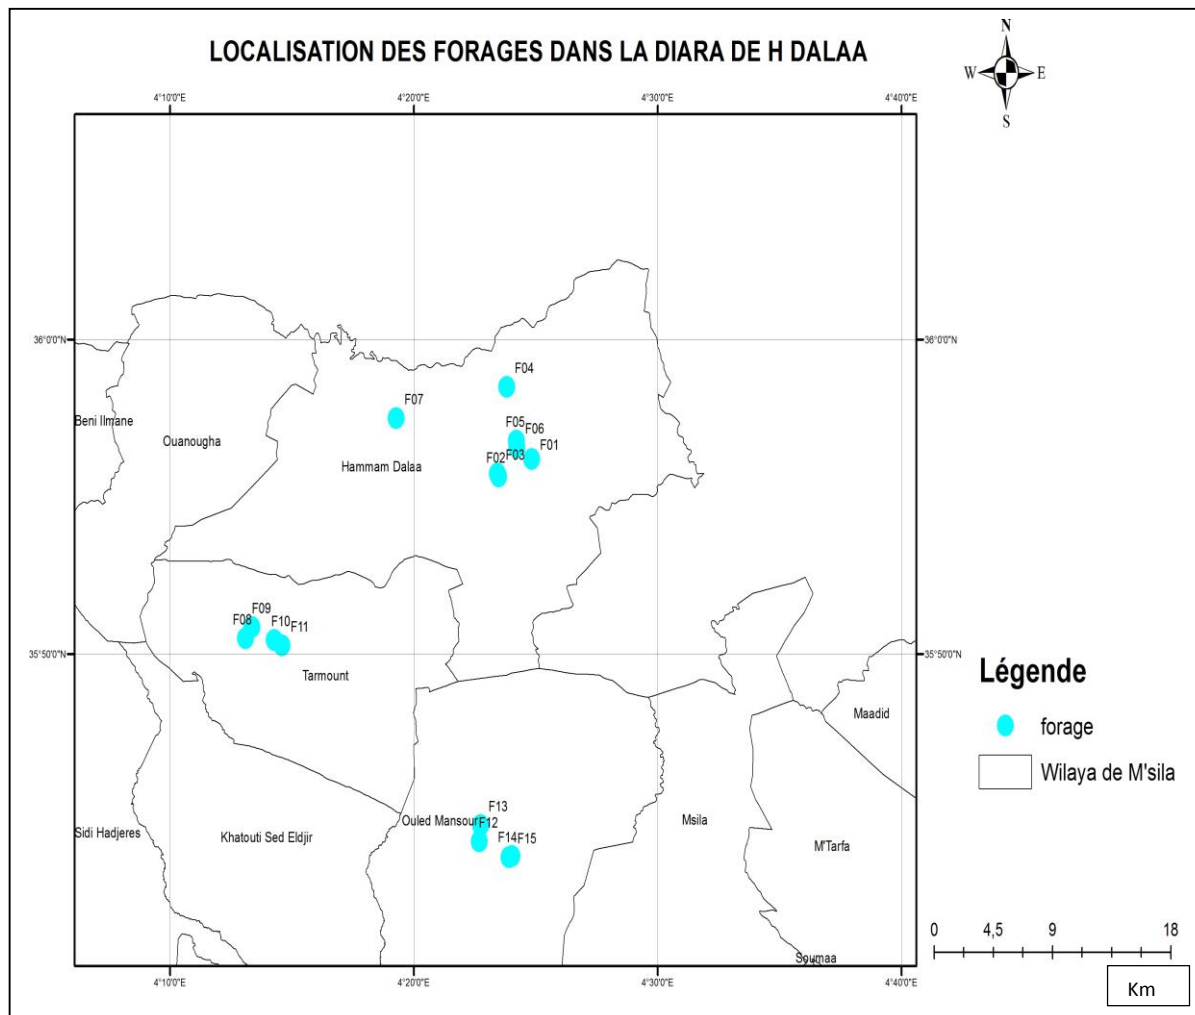 LOCALISATION DES FORAGES DANS LA DIARA DE H DALAA
N
W E
S
4°10'0"E 4°20'0"E 4°30'0"E 4°40'0"E
36°0'0"N 36°0'0"N
F04
F07
Beni Ilmane
F05
F06
Ouanougha
F01
F02 F03
Hammam Dalaa
F09
F08 F10
F11
35°50'0"N 35°50'0"N
Tarmount
Légende
Maadid
forage
Wilaya de M'sila
F13
Ouled Mansour F12
Msila
Sidi Hadjeres
Khatouti Sed Eldjir
F14 F15
M'Tarfa
0 4,5 9 18
Soumaa
4°10'0"E 4°20'0"E 4°30'0"E 4°40'0"E
Km